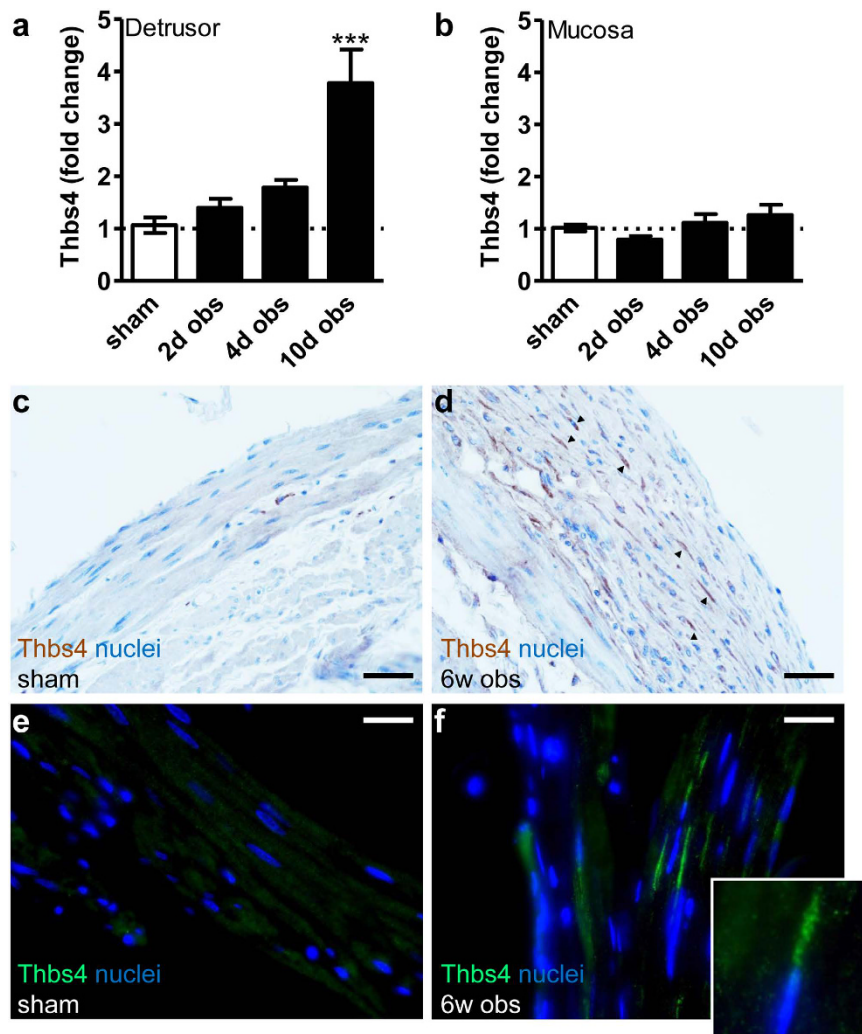 a
Detrusor
Thbs4 (fold change)
5
4
3
2
1
0
***
sham
2d obs
4d obs
10d obs
b
Mucosa
Thbs4 (fold change)
5
4
3
2
1
0
sham
2d obs
4d obs
10d obs
c
Thbs4 nuclei
sham
d
Thbs4 nuclei
6w obs
e
Thbs4 nuclei
sham
f
Thbs4 nuclei
6w obs